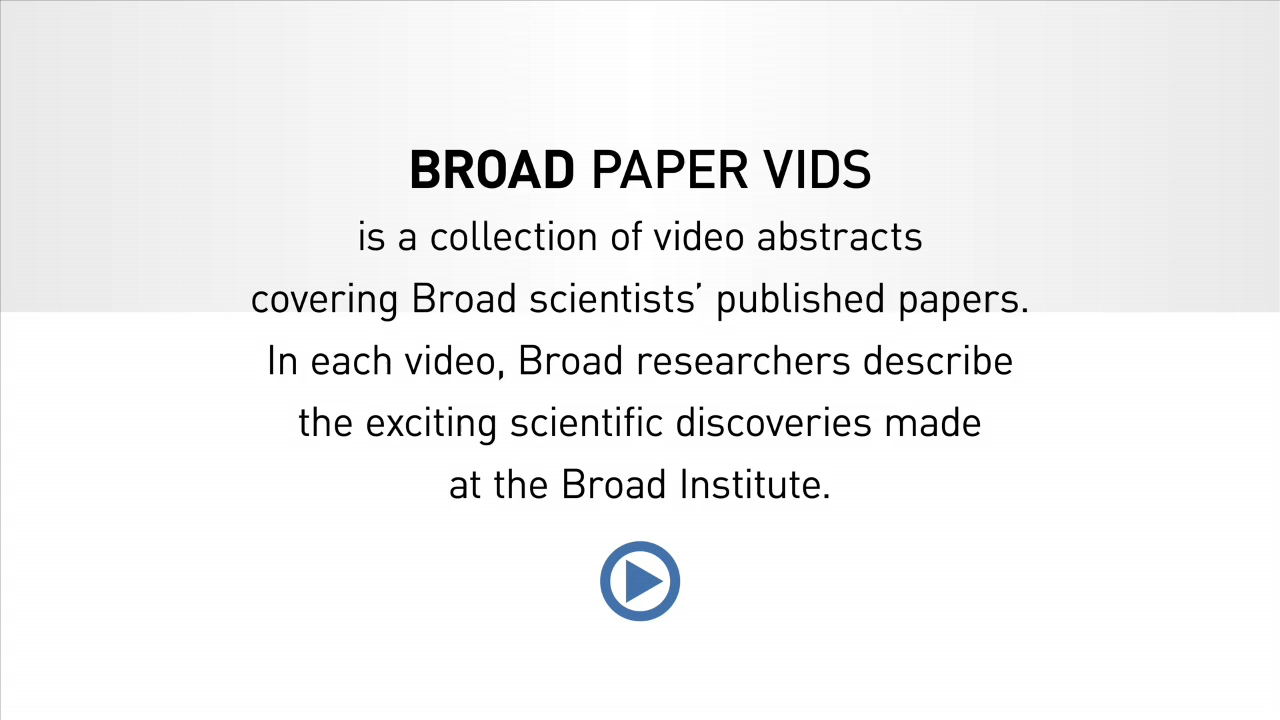 BROAD PAPER VIDS
is a collection of video abstracts
covering Broad scientists’ published papers.
In each video, Broad researchers describe
the exciting scientific discoveries made
at the Broad Institute.